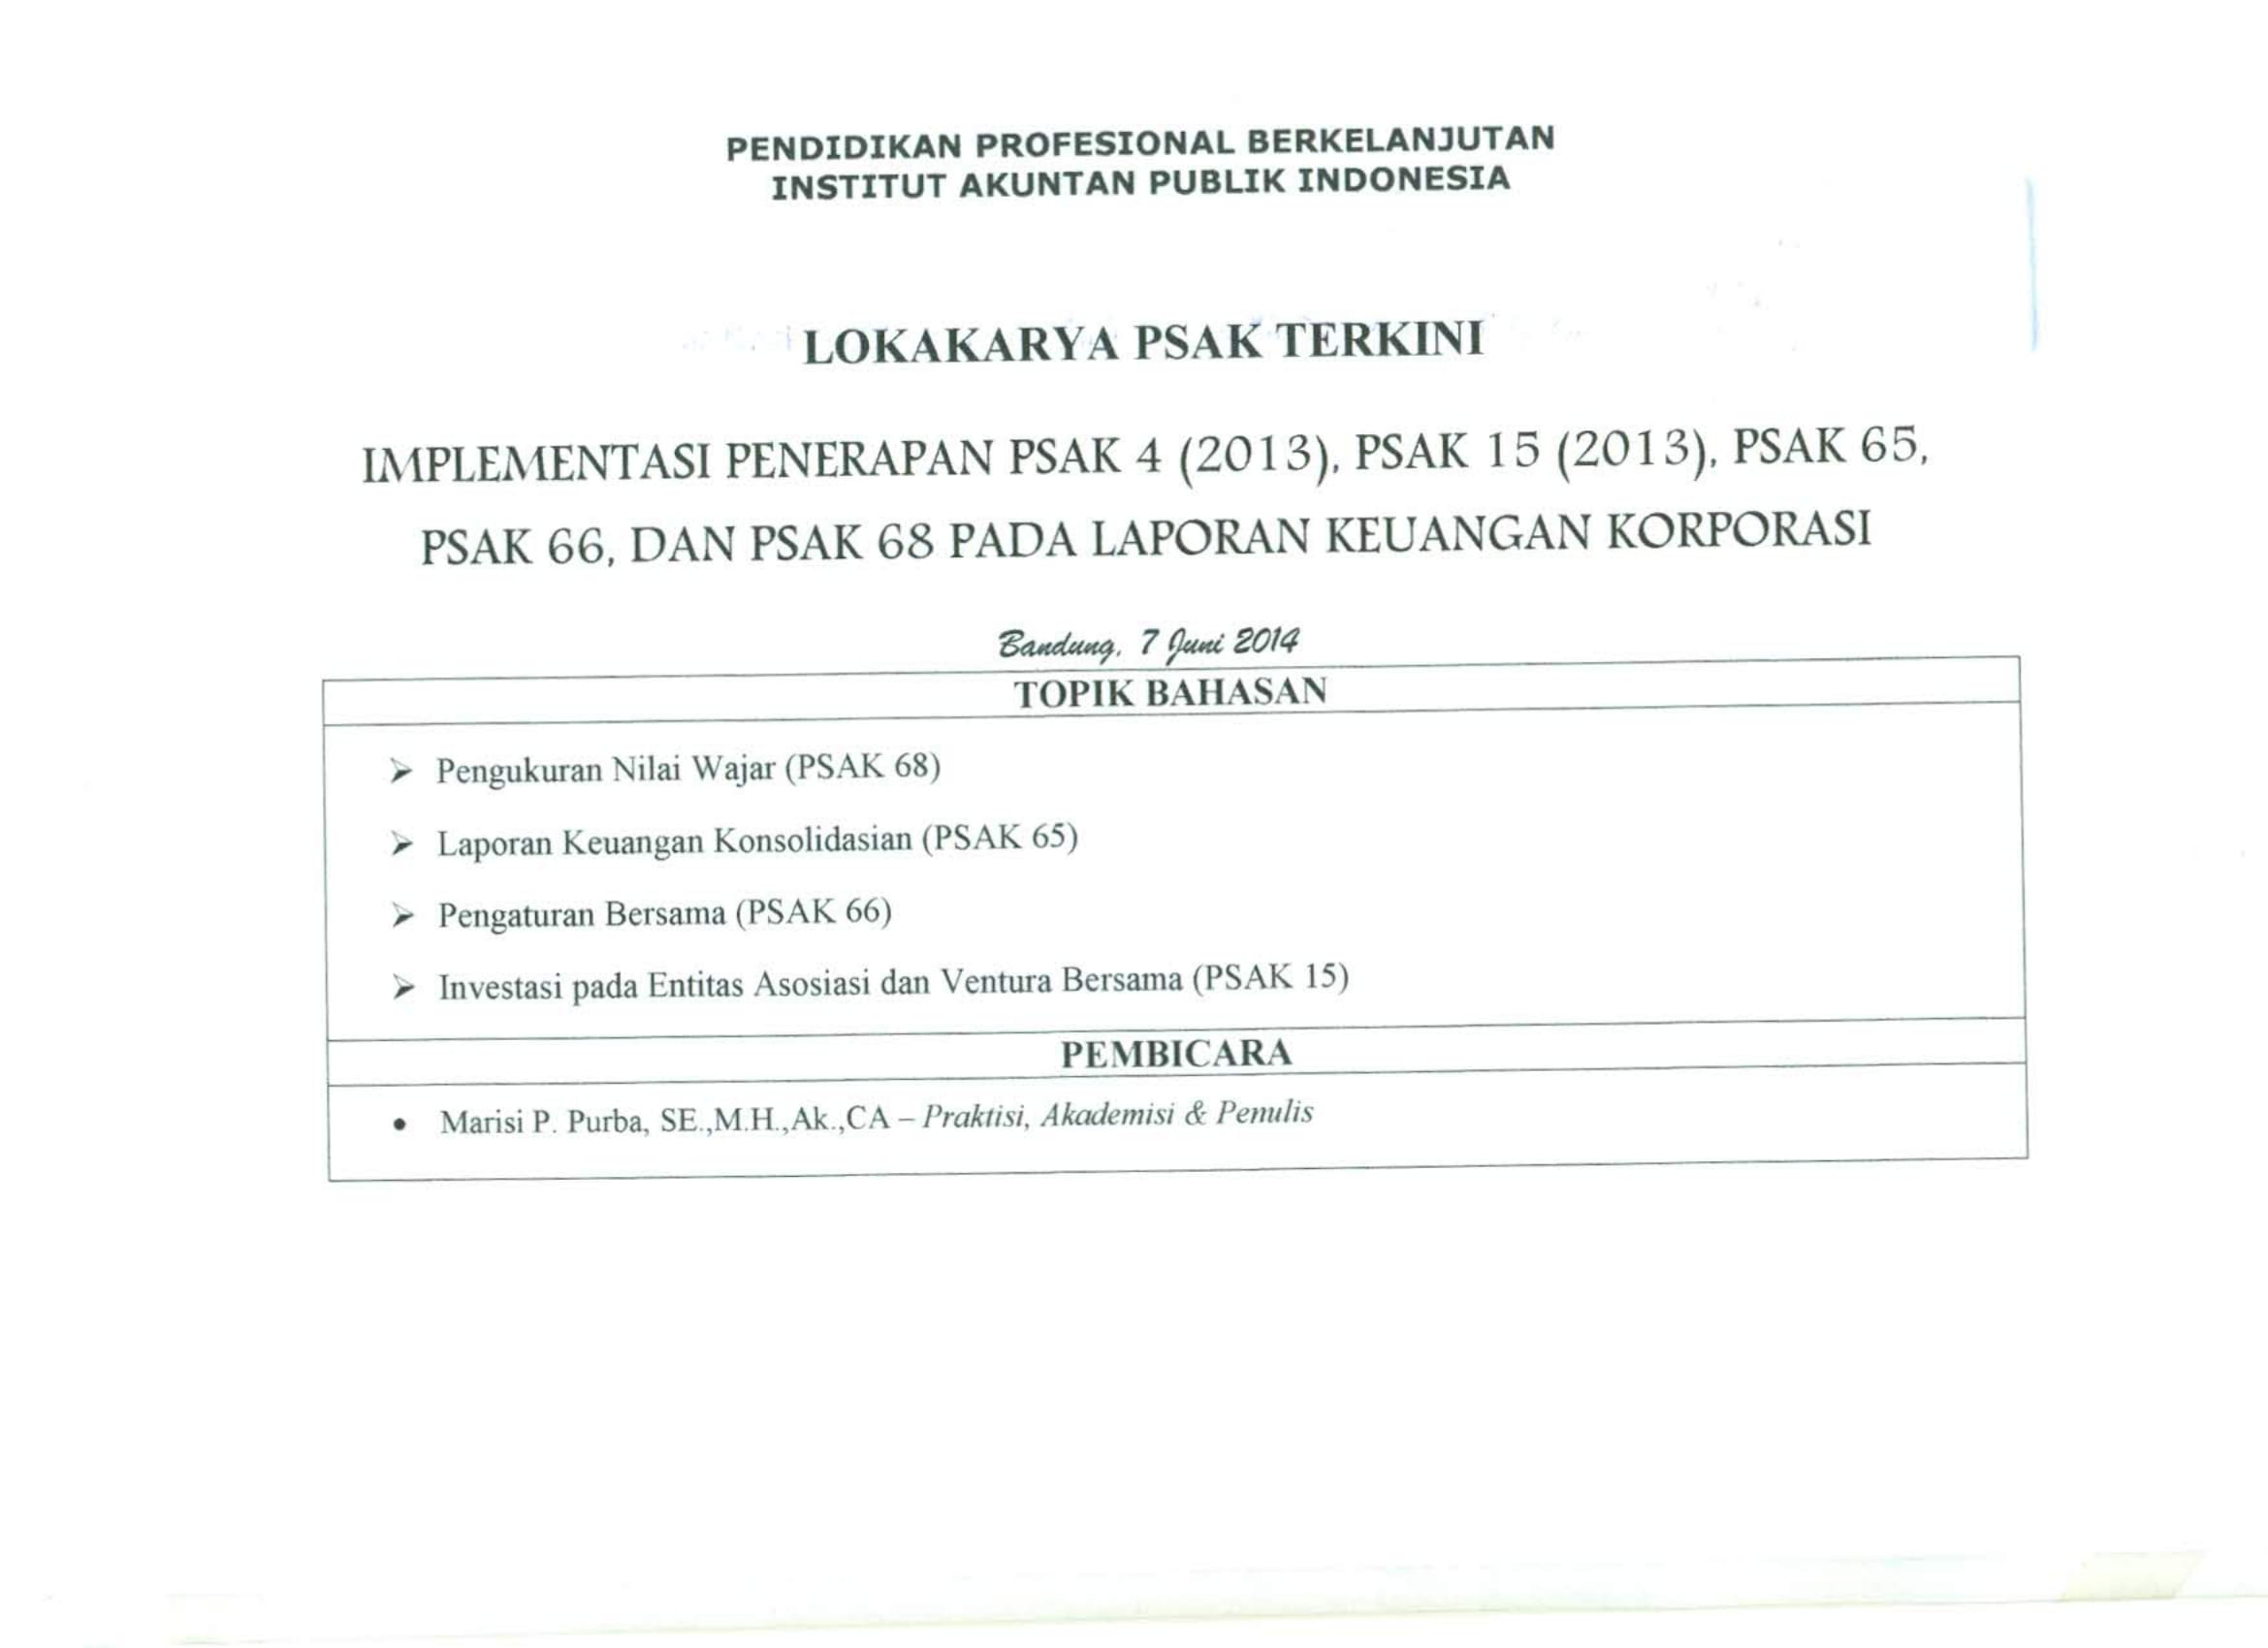 PENDIDIKAN PROFESIONAL BERKELANJUTAN
INSTITUT AKUNTAN PUBLIK INDONESIA
LOKAKARYA PSAK TERKINI
IMPLEMENTASI PENERAPAN PSAK 4 (2013), PSAK 15 (2013), PSAK 65,
PSAK 66, DAN PSAK 68 PADA LAPORAN KEUANGAN KORPORASI
Bandung, 7 Juni 2014
TOPIK BAHASAN
➢ Pengukuran Nilai Wajar (PSAK 68)
➢ Laporan Keuangan Konsolidasian (PSAK 65)
➢ Pengaturan Bersama (PSAK 66)
➢ Investasi pada Entitas Asosiasi dan Ventura Bersama (PSAK 15)
PEMBICARA
• Marisi P. Purba, SE.,M.H.,Ak.,CA – Praktisi, Akademisi & Penulis